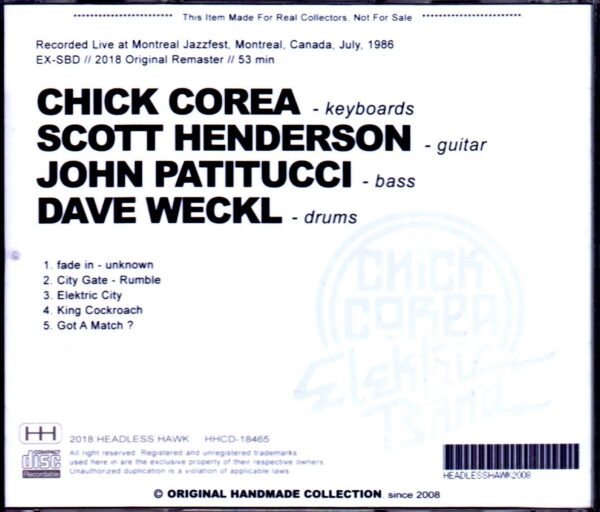 This Item Made For Real Collectors, Not For Sale
Recorded Live at Montreal Jazzfest, Montreal, Canada, July, 1986
EX-SBD // 2018 Original Remaster // 53 min
CHICK COREA - keyboards
SCOTT HENDERSON - guitar
JOHN PATITUCCI - bass
DAVE WECKL - drums
1. fade in - unknown
2. City Gate - Rumble
3. Elektric City
4. King Cockroach
5. Got A Match ?
CHICK
COREA
Elektric
Band
HH 2018 HEADLESS HAWK HHCD-18465
COMPACT
disc
Recordable
All right reserved. Registered and unregistered trademarks
used here in are the exclusive property of their respective owners
Unauthorized duplication is a violation of applicable laws
HEADLESSHAWK2008
© ORIGINAL HANDMADE COLLECTION since 2008